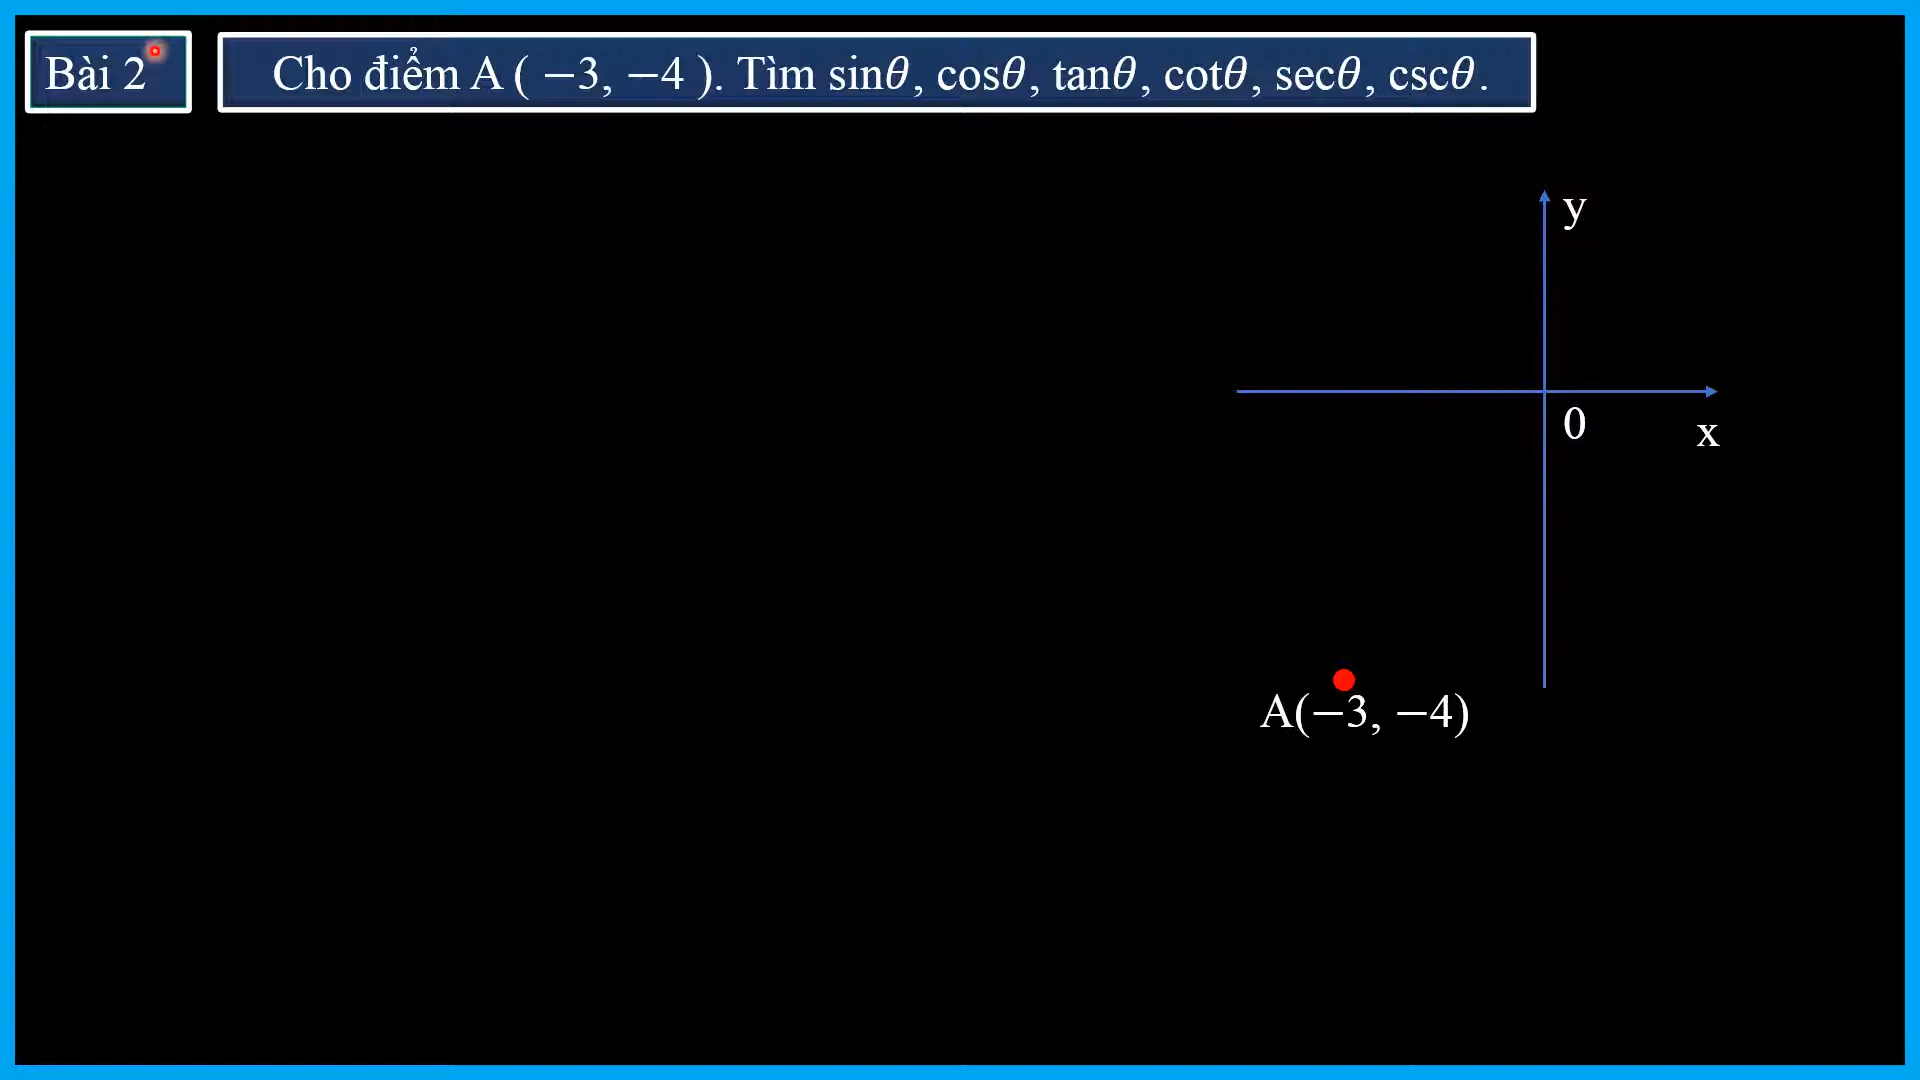 Bài 2
Cho điểm A ( −3, −4 ). Tìm sin𝜃, cos𝜃, tan𝜃, cot𝜃, sec𝜃, csc𝜃.
y
0
x
A(−3, −4)